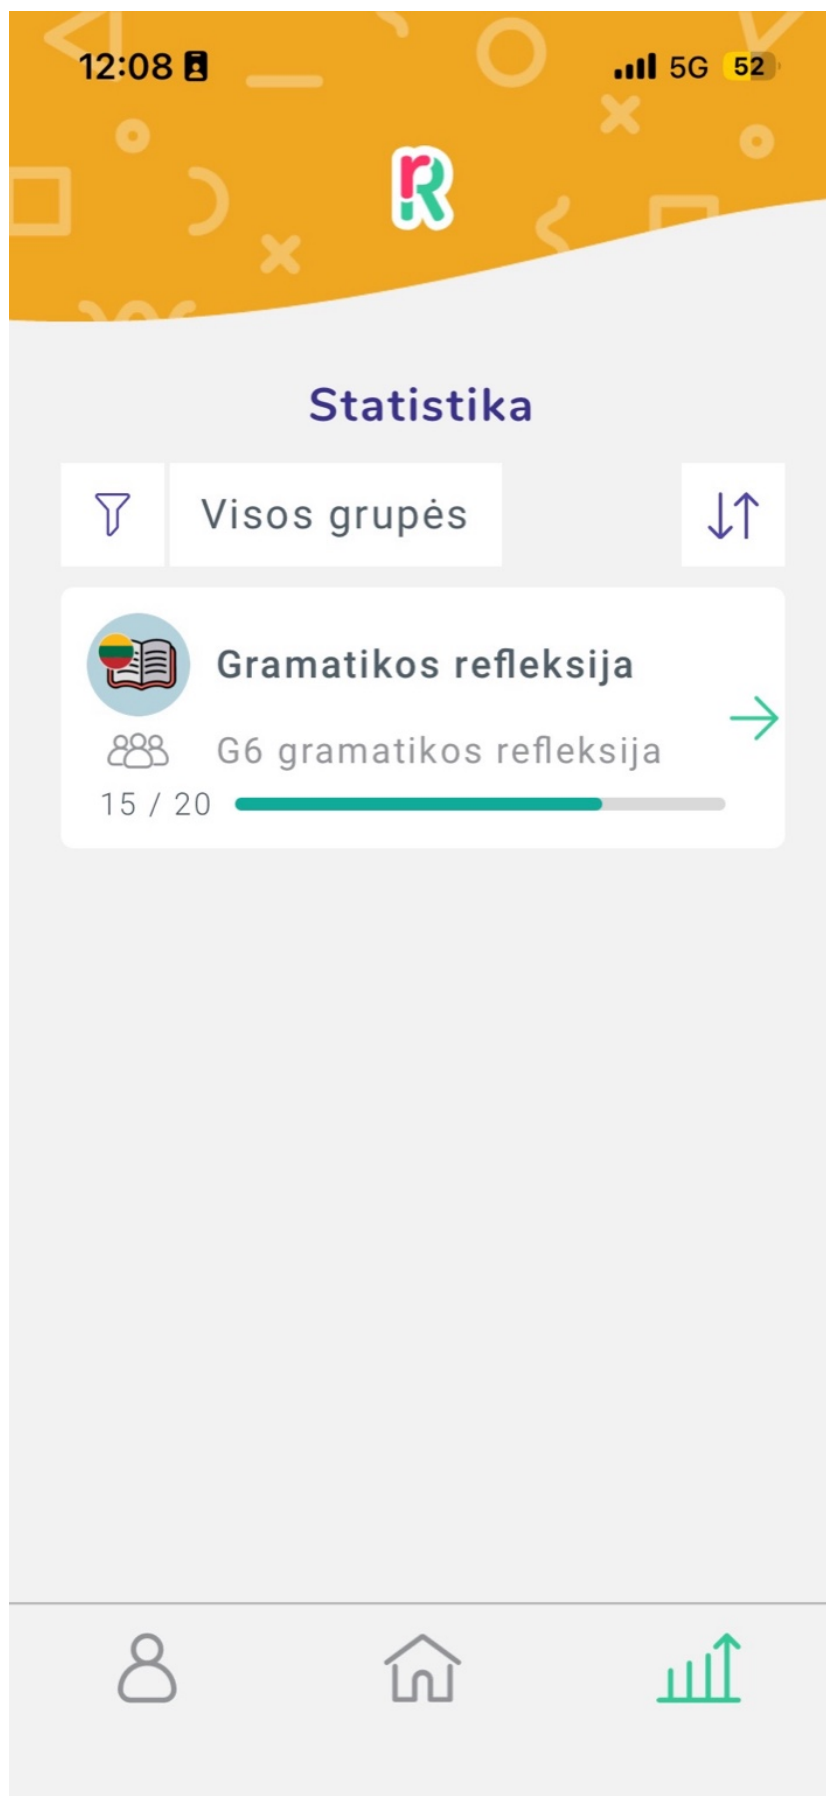 12:08 5G 52
R
Statistika
Visos grupės
Gramatikos refleksija
G6 gramatikos refleksija
15 / 20